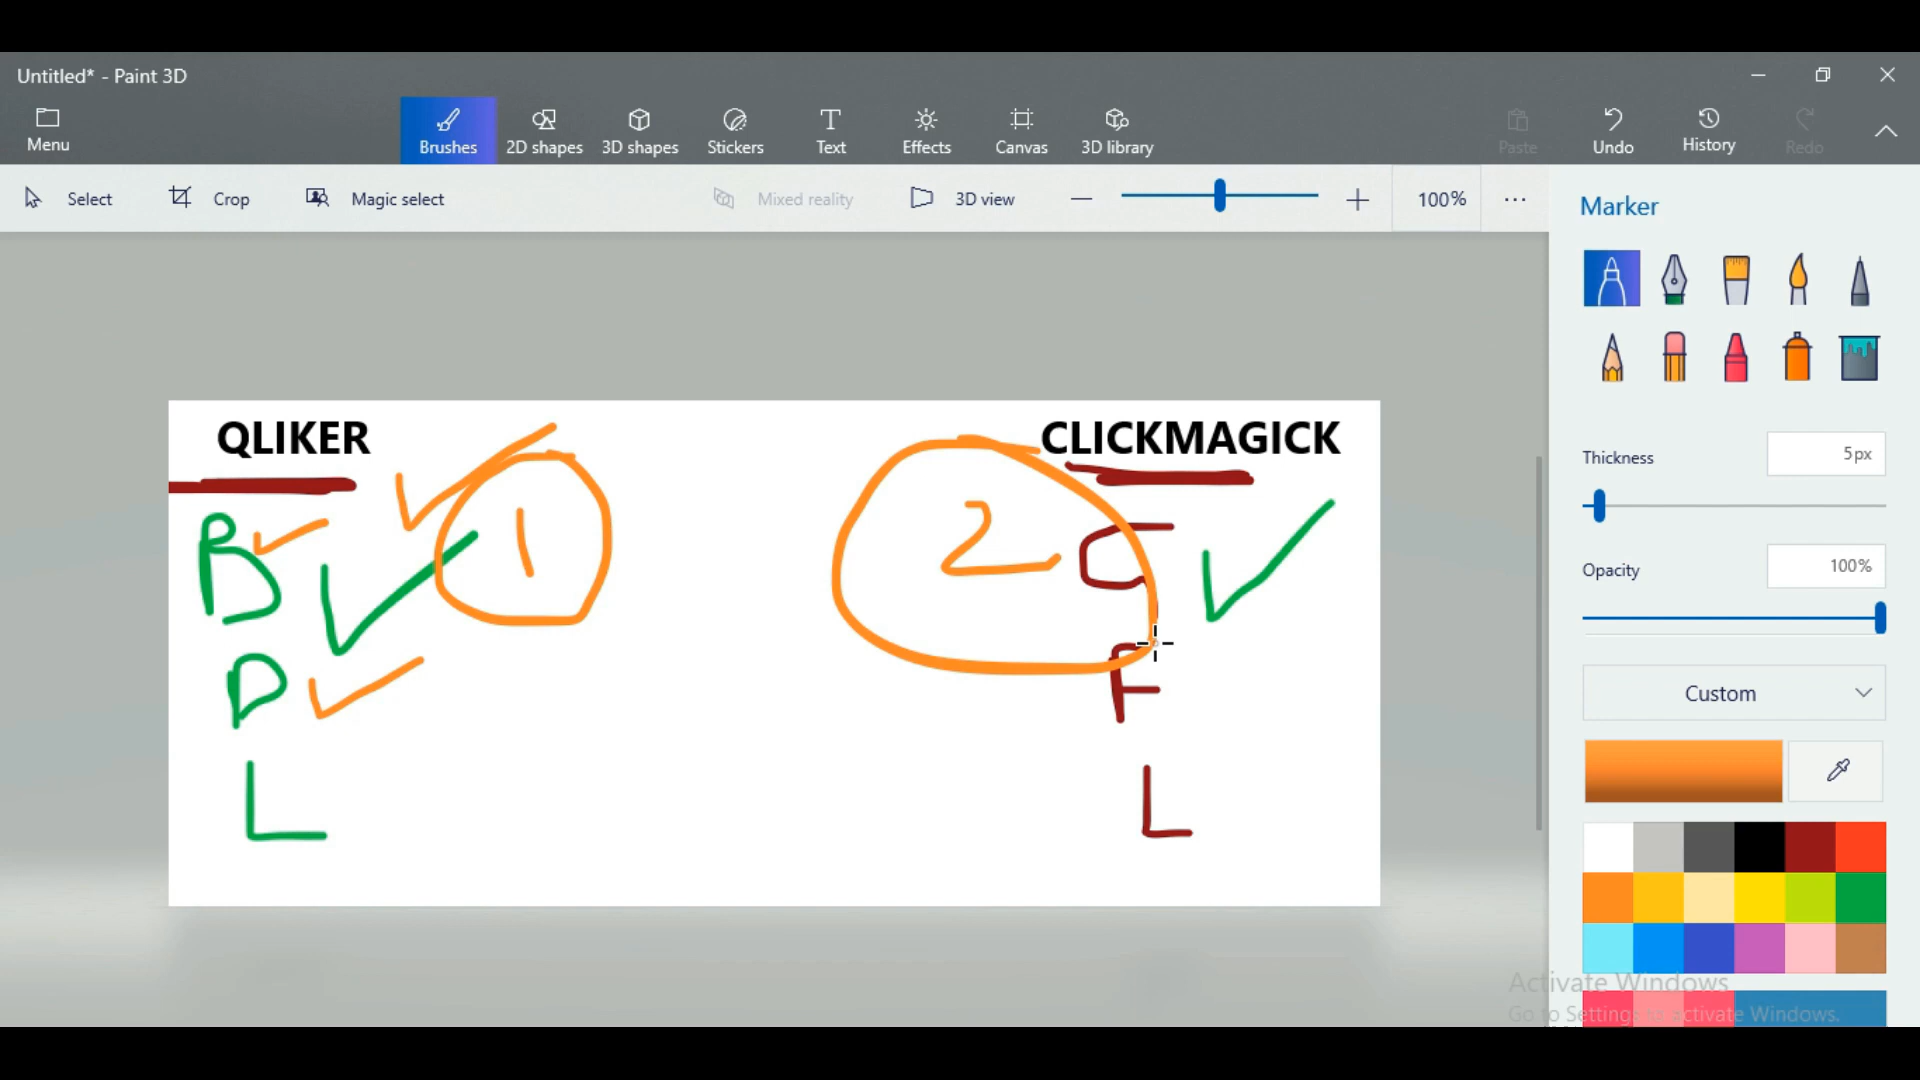 Untitled* - Paint 3D
Menu
Brushes
2D shapes
3D shapes
Stickers
Text
Effects
Canvas
3D library
Paste
Undo
History
Redo
Select
Crop
Magic select
Mixed reality
3D view
100%
Marker
Thickness
5px
Opacity
100%
Custom
QLIKER
CLICKMAGICK
1
2
B
C
D
F
L
L
Activate Windows
Go to Settings to activate Windows.